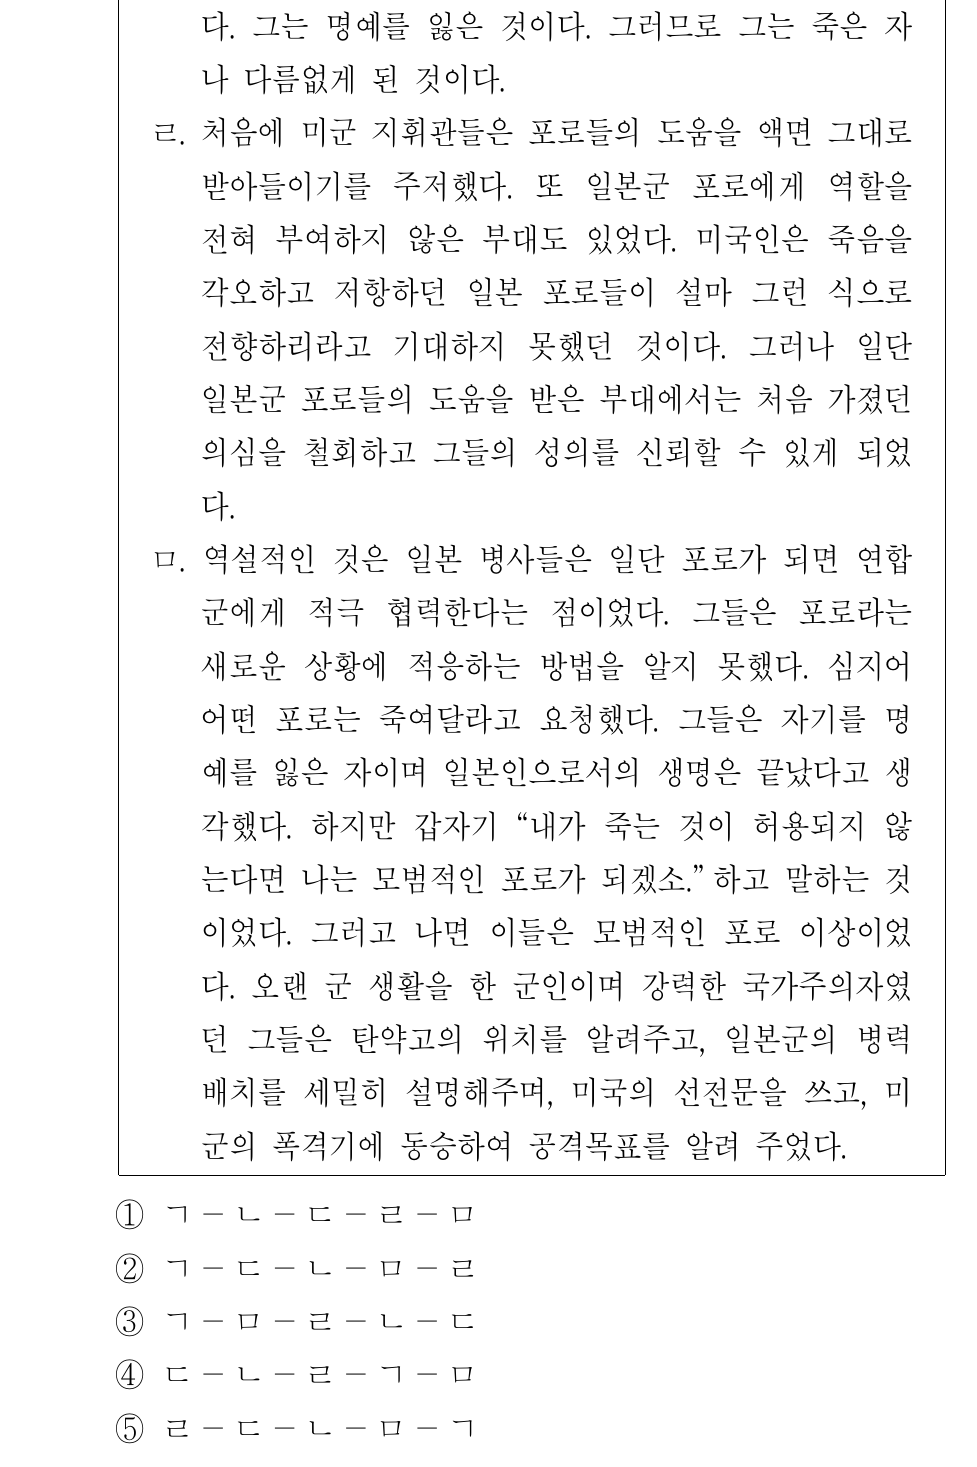 다. 그는 명예를 잃은 것이다. 그러므로 그는 죽은 자
나 다름없게 된 것이다.
ㄹ. 처음에 미군 지휘관들은 포로들의 도움을 액면 그대로
받아들이기를 주저했다. 또 일본군 포로에게 역할을
전혀 부여하지 않은 부대도 있었다. 미국인은 죽음을
각오하고 저항하던 일본 포로들이 설마 그런 식으로
전향하리라고 기대하지 못했던 것이다. 그러나 일단
일본군 포로들의 도움을 받은 부대에서는 처음 가졌던
의심을 철회하고 그들의 성의를 신뢰할 수 있게 되었
다.
ㅁ. 역설적인 것은 일본 병사들은 일단 포로가 되면 연합
군에게 적극 협력한다는 점이었다. 그들은 포로라는
새로운 상황에 적응하는 방법을 알지 못했다. 심지어
어떤 포로는 죽여달라고 요청했다. 그들은 자기를 명
예를 잃은 자이며 일본인으로서의 생명은 끝났다고 생
각했다. 하지만 갑자기 “내가 죽는 것이 허용되지 않
는다면 나는 모범적인 포로가 되겠소.” 하고 말하는 것
이었다. 그러고 나면 이들은 모범적인 포로 이상이었
다. 오랜 군 생활을 한 군인이며 강력한 국가주의자였
던 그들은 탄약고의 위치를 알려주고, 일본군의 병력
배치를 세밀히 설명해주며, 미국의 선전문을 쓰고, 미
군의 폭격기에 동승하여 공격목표를 알려 주었다.
① ㄱ – ㄴ – ㄷ – ㄹ – ㅁ
② ㄱ – ㄷ – ㄴ – ㅁ – ㄹ
③ ㄱ – ㅁ – ㄹ – ㄴ – ㄷ
④ ㄷ – ㄴ – ㄹ – ㄱ – ㅁ
⑤ ㄹ – ㄷ – ㄴ – ㅁ – ㄱ